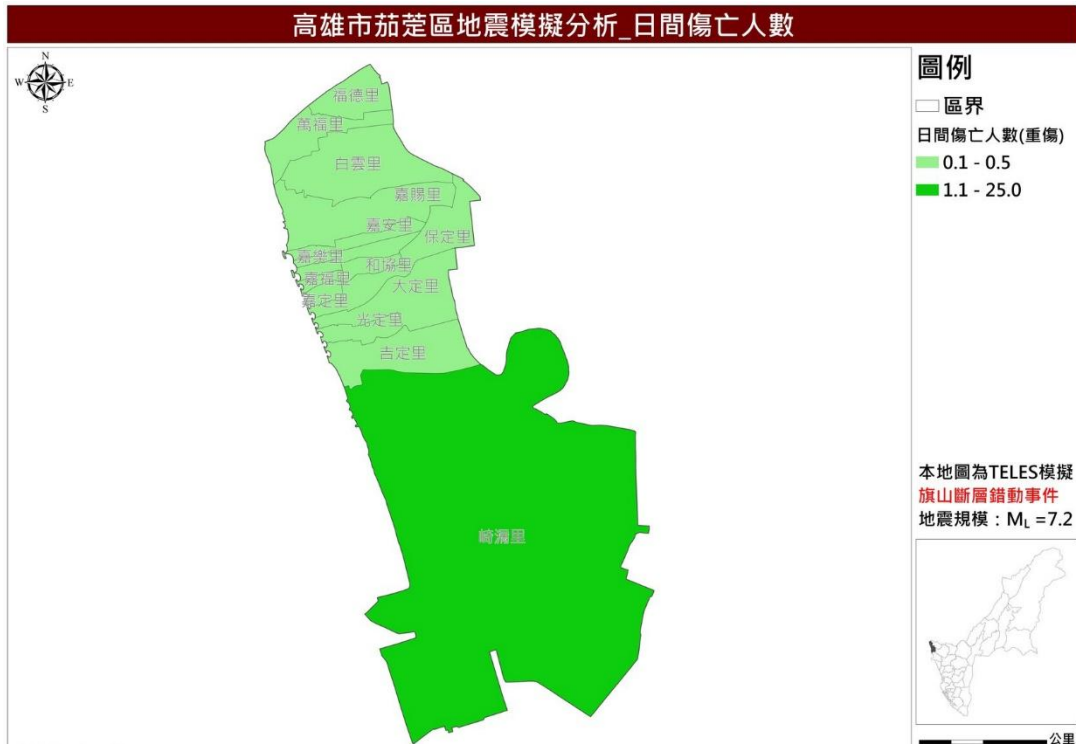 高雄市茄萣區地震模擬分析_日間傷亡人數
N
W E
S
福德里
萬福里
白雲里
嘉賜里
嘉安里
保定里
嘉樂里
和協里
嘉福里
大定里
嘉定里
光定里
吉定里
崎漏里
圖例
區界
日間傷亡人數(重傷)
0.1 - 0.5
1.1 - 25.0
本地圖為TELES模擬
旗山斷層錯動事件
地震規模：ML =7.2
公里